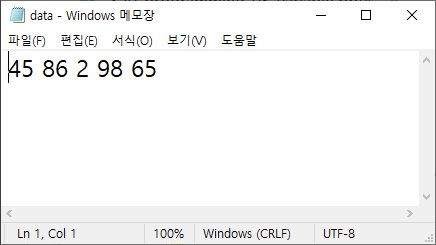 data - Windows 메모장
파일(F) 편집(E) 서식(O) 보기(V) 도움말
45 86 2 98 65
Ln 1, Col 1 100% Windows (CRLF) UTF-8